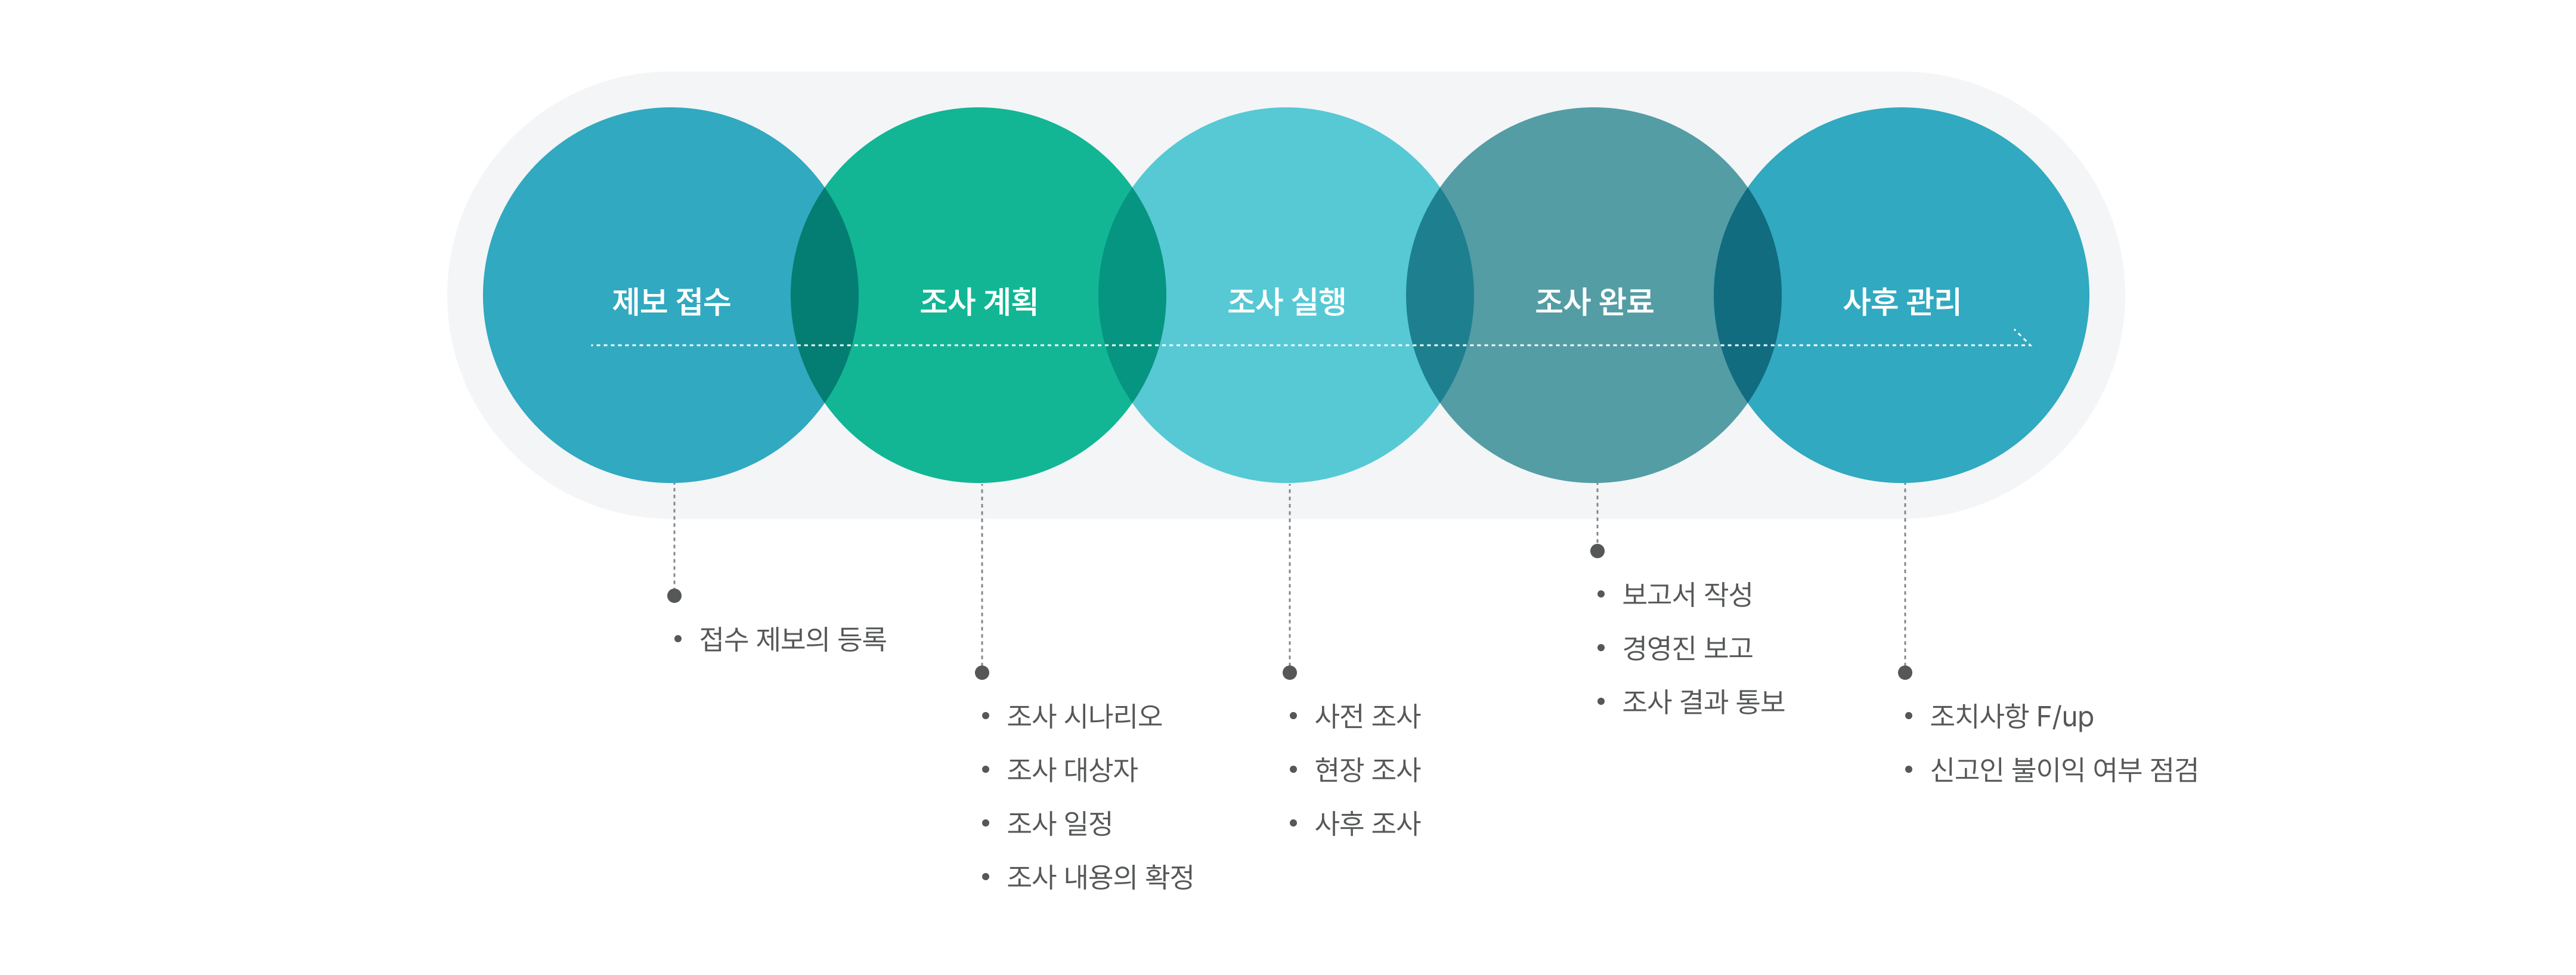 제보 접수
조사 계획
조사 실행
조사 완료
사후 관리
• 접수 제보의 등록
• 조사 시나리오
• 조사 대상자
• 조사 일정
• 조사 내용의 확정
• 사전 조사
• 현장 조사
• 사후 조사
• 보고서 작성
• 경영진 보고
• 조사 결과 통보
• 조치사항 F/up
• 신고인 불이익 여부 점검